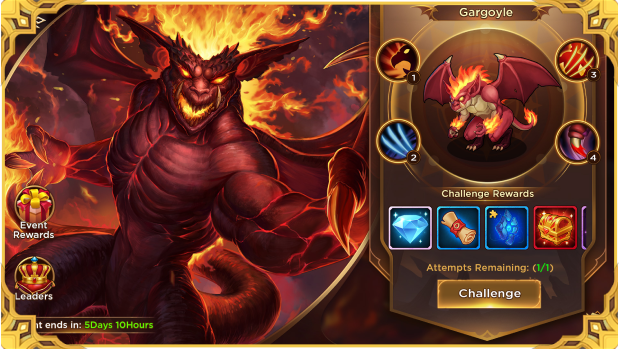 Gargoyle
1
3
2
4
Challenge Rewards
Event
Rewards
Attempts Remaining: (1/1)
Leaders
Challenge
nt ends in: 5Days 10Hours